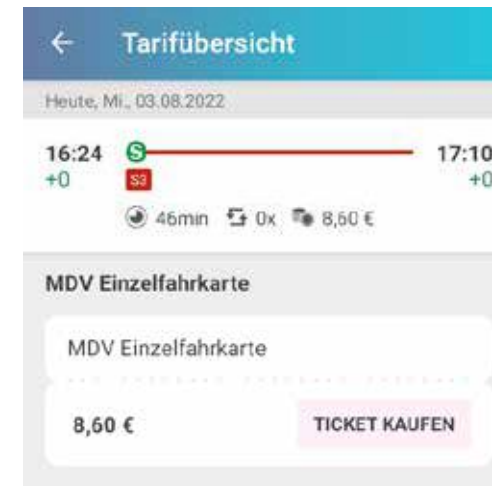 Tarifübersicht
Heute, Mi., 03.08.2022
16:24 S 17:10
+0 S3 +0
46min 0x 8,60 €
MDV Einzelfahrkarte
MDV Einzelfahrkarte
8,60 € TICKET KAUFEN